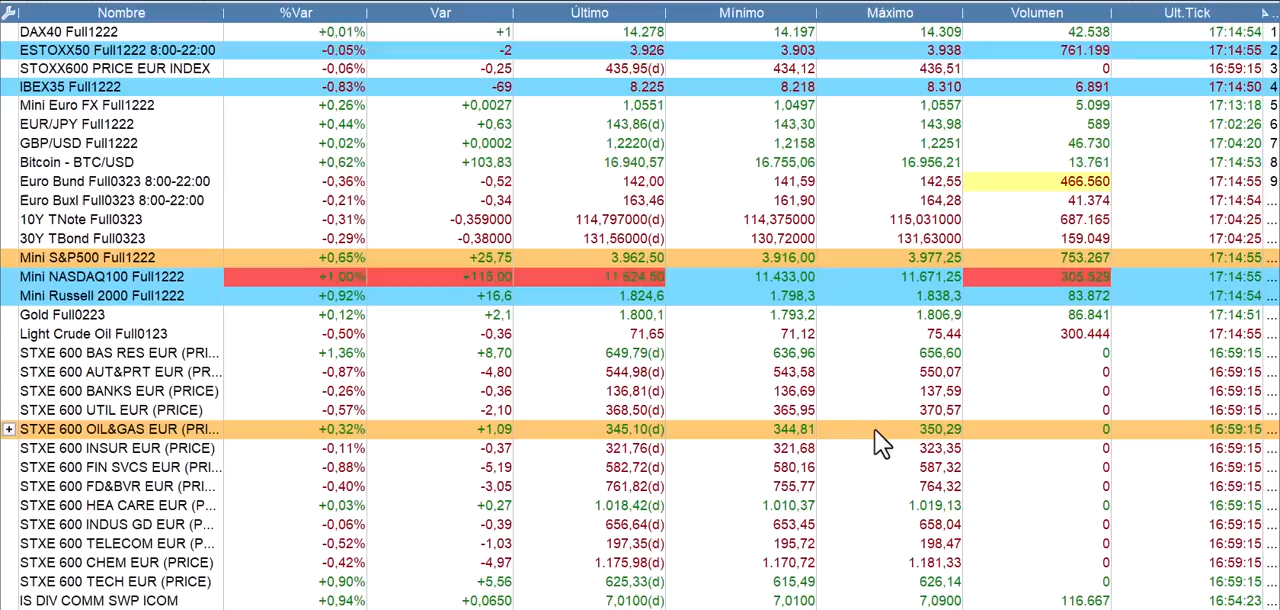 Nombre %Var Var Último Mínimo Máximo Volumen Ult.Tick ...
DAX40 Full1222 +0,01% +1 14.278 14.197 14.309 42.538 17:14:54 1
ESTOXX50 Full1222 8:00-22:00 -0,05% -2 3.926 3.903 3.938 761.199 17:14:55 2
STOXX600 PRICE EUR INDEX -0,06% -0,25 435,95(d) 434,12 436,51 0 16:59:15 3
IBEX35 Full1222 -0,83% -69 8.225 8.218 8.310 6.891 17:14:50 4
Mini Euro FX Full1222 +0,26% +0,0027 1,0551 1,0497 1,0557 5.099 17:13:18 5
EUR/JPY Full1222 +0,44% +0,63 143,86(d) 143,30 143,98 589 17:02:26 6
GBP/USD Full1222 +0,02% +0,0002 1,2220(d) 1,2158 1,2251 46.730 17:04:20 7
Bitcoin - BTC/USD +0,62% +103,83 16.940,57 16.755,06 16.956,21 13.761 17:14:53 8
Euro Bund Full0323 8:00-22:00 -0,36% -0,52 142,00 141,59 142,55 466.560 17:14:55 9
Euro Buxl Full0323 8:00-22:00 -0,21% -0,34 163,46 161,90 164,28 41.374 17:14:54 ...
10Y TNote Full0323 -0,31% -0,359000 114,797000(d) 114,375000 115,031000 687.165 17:04:25 ...
30Y TBond Full0323 -0,29% -0,38000 131,56000(d) 130,72000 131,63000 159.049 17:04:25 ...
Mini S&P500 Full1222 +0,65% +25,75 3.962,50 3.916,00 3.977,25 753.267 17:14:55 ...
Mini NASDAQ100 Full1222 +1,00% +115,00 11.624,50 11.433,00 11.671,25 305.529 17:14:55 ...
Mini Russell 2000 Full1222 +0,92% +16,6 1.824,6 1.798,3 1.838,3 83.872 17:14:54 ...
Gold Full0223 +0,12% +2,1 1.800,1 1.793,2 1.806,9 86.841 17:14:51 ...
Light Crude Oil Full0123 -0,50% -0,36 71,65 71,12 75,44 300.444 17:14:55 ...
STXE 600 BAS RES EUR (PRI... +1,36% +8,70 649,79(d) 636,96 656,60 0 16:59:15 ...
STXE 600 AUT&PRT EUR (PR... -0,87% -4,80 544,98(d) 543,58 550,07 0 16:59:15 ...
STXE 600 BANKS EUR (PRICE) -0,26% -0,36 136,81(d) 136,69 137,59 0 16:59:15 ...
STXE 600 UTIL EUR (PRICE) -0,57% -2,10 368,50(d) 365,95 370,57 0 16:59:15 ...
STXE 600 OIL&GAS EUR (PRI... +0,32% +1,09 345,10(d) 344,81 350,29 0 16:59:15 ...
STXE 600 INSUR EUR (PRICE) -0,11% -0,37 321,76(d) 321,68 323,35 0 16:59:15 ...
STXE 600 FIN SVCS EUR (PRI... -0,88% -5,19 582,72(d) 580,16 587,32 0 16:59:15 ...
STXE 600 FD&BVR EUR (PRI... -0,40% -3,05 761,82(d) 755,77 764,32 0 16:59:15 ...
STXE 600 HEA CARE EUR (P... +0,03% +0,27 1.018,42(d) 1.010,37 1.019,13 0 16:59:15 ...
STXE 600 INDUS GD EUR (P... -0,06% -0,39 656,64(d) 653,45 658,04 0 16:59:15 ...
STXE 600 TELECOM EUR (PR... -0,52% -1,03 197,35(d) 195,72 198,47 0 16:59:15 ...
STXE 600 CHEM EUR (PRICE) -0,42% -4,97 1.175,98(d) 1.170,72 1.181,33 0 16:59:15 ...
STXE 600 TECH EUR (PRICE) +0,90% +5,56 625,33(d) 615,49 626,14 0 16:59:15 ...
IS DIV COMM SWP ICOM +0,94% +0,0650 7,0100(d) 7,0100 7,0900 116.667 16:54:23 ...